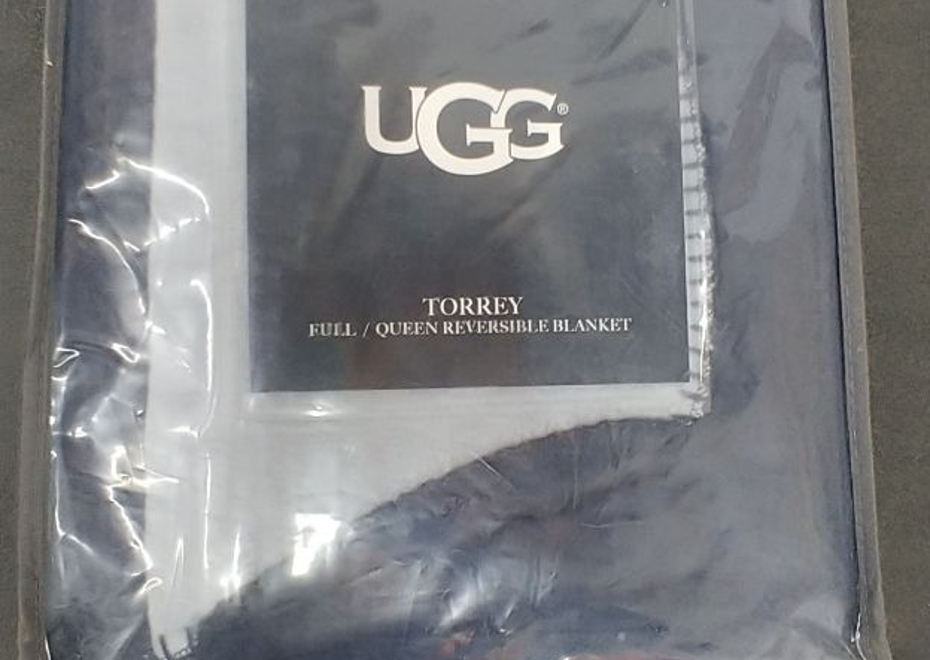 UGG®
TORREY
FULL / QUEEN REVERSIBLE BLANKET